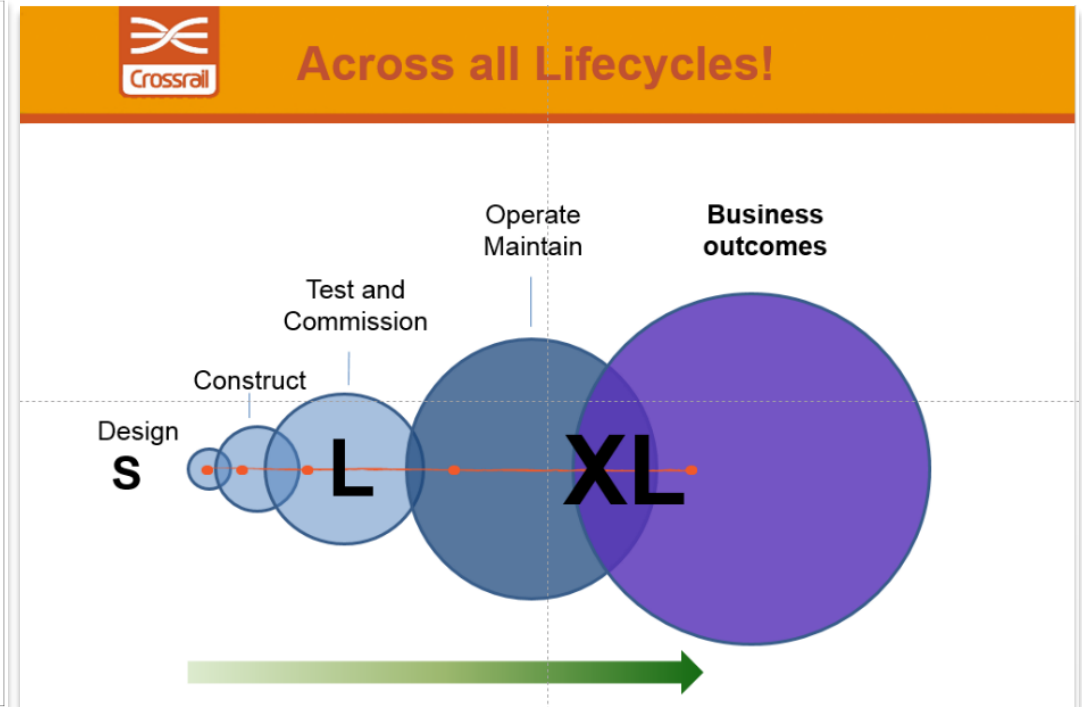 Crossrail
Across all Lifecycles!
Operate
Maintain
Business
outcomes
Test and
Commission
Construct
Design
S
L
XL